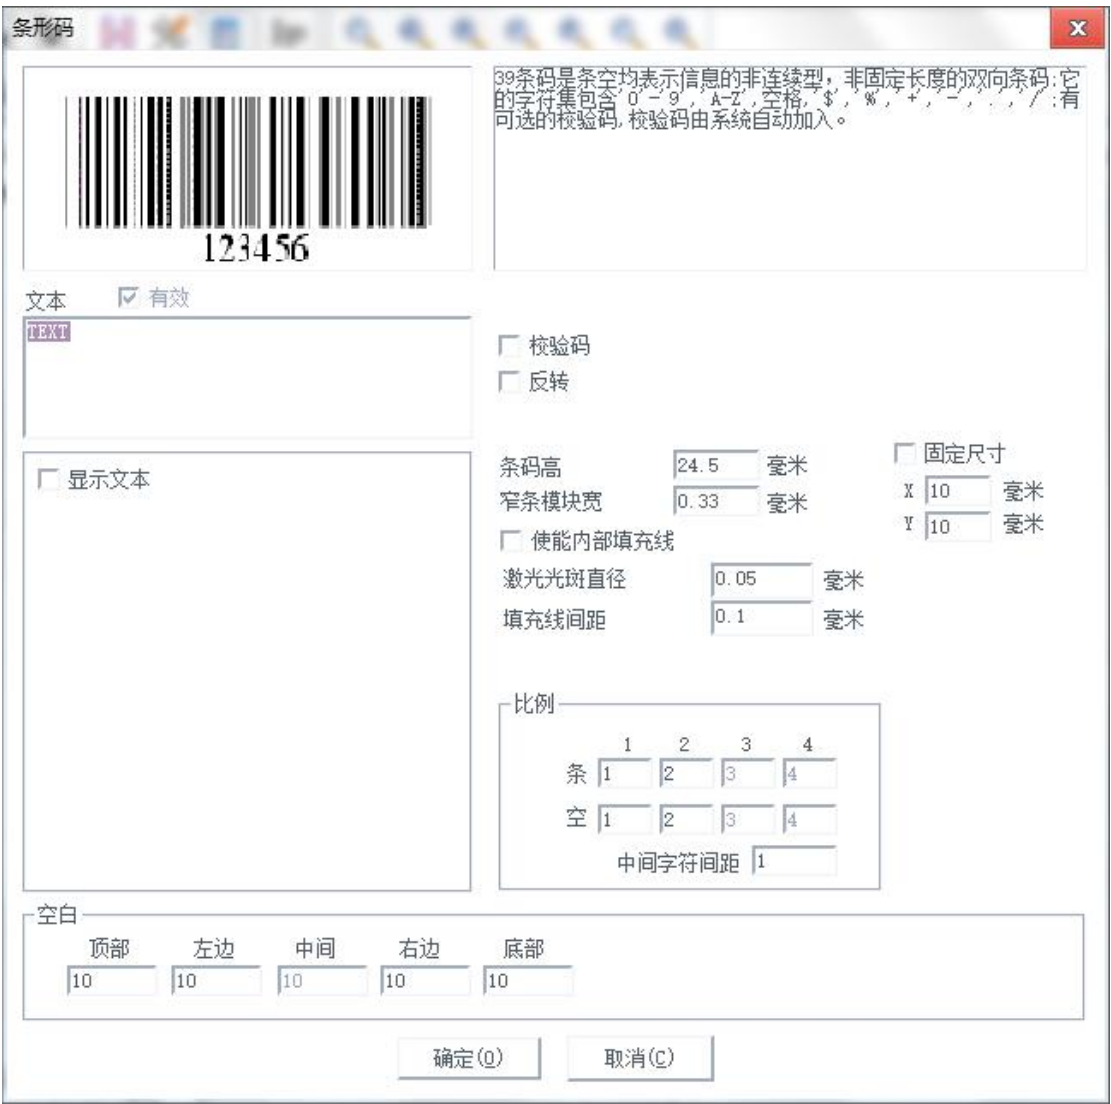 条形码
39条码是条空均表示信息的非连续型，非固定长度的双向条码;它
的字符集包含'0'-'9', 'A-Z',空格,'$','%','+','-','.','/';有
可选的校验码,校验码由系统自动加入。
123456
文本 有效
TEXT
校验码
反转
显示文本
条码高 24.5 毫米
固定尺寸
窄条模块宽 0.33 毫米
X 10 毫米
Y 10 毫米
使能内部填充线
激光光斑直径 0.05 毫米
填充线间距 0.1 毫米
比例
1 2 3 4
条 1 2 3 4
空 1 2 3 4
中间字符间距 1
空白
顶部 左边 中间 右边 底部
10 10 10 10 10
确定(O) 取消(C)